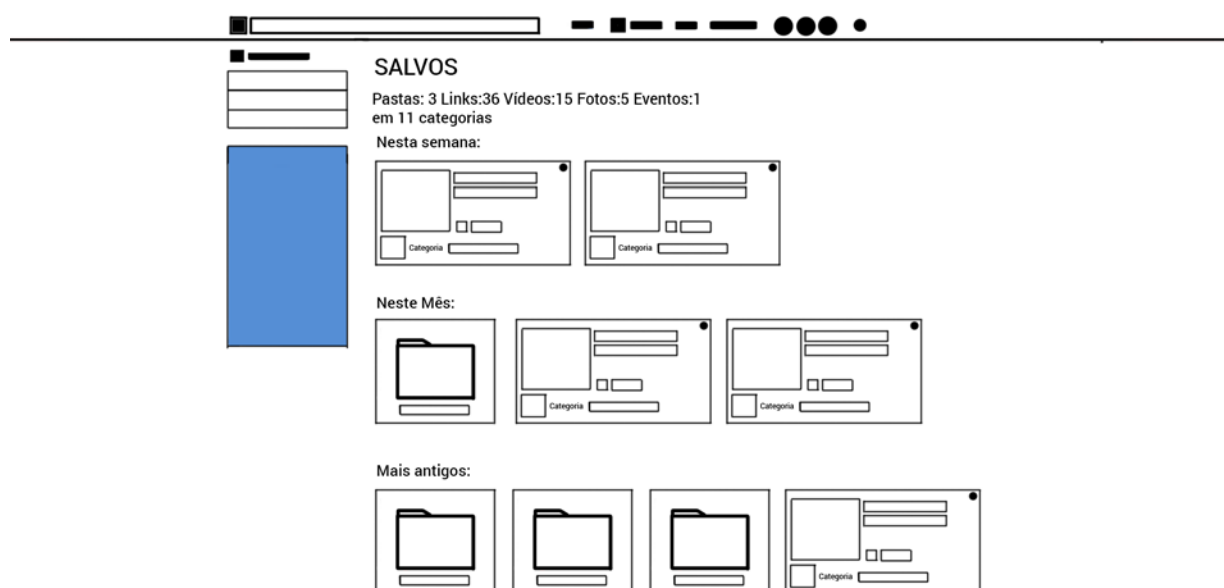 SALVOS
Pastas: 3 Links:36 Vídeos:15 Fotos:5 Eventos:1
em 11 categorias
Nesta semana:
Categoria
Categoria
Neste Mês:
Categoria
Categoria
Mais antigos:
Categoria